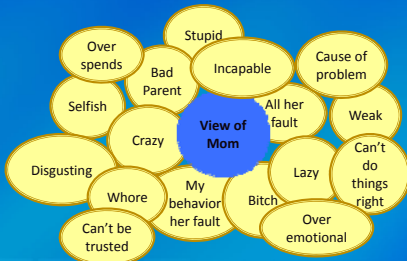 Stupid
Over
spends
Bad
Parent
Incapable
Cause of
problem
Selfish
All her
fault
Weak
Crazy
View of
Mom
Can't
do
things
right
Disgusting
Lazy
Whore
My
behavior
her fault
Bitch
Can't be
trusted
Over
emotional